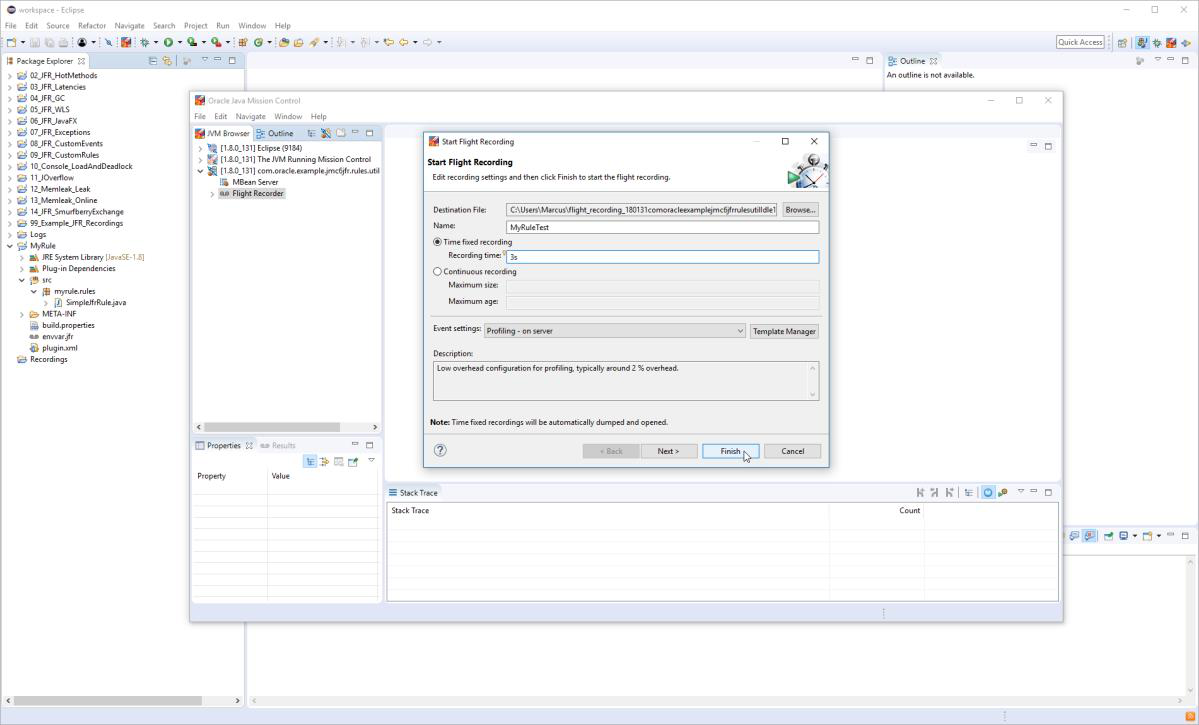 workspace - Eclipse
File Edit Source Refactor Navigate Search Project Run Window Help
Quick Access
Package Explorer
02_JFR_HotMethods
03_JFR_Latencies
04_JFR_GC
05_JFR_WLS
06_JFR_JavaFX
07_JFR_Exceptions
08_JFR_CustomEvents
09_JFR_CustomRules
10_Console_LoadAndDeadlock
11_JOverflow
12_Memleak_Leak
13_Memleak_Online
14_JFR_SmurfberryExchange
99_Example_JFR_Recordings
Logs
MyRule
JRE System Library [JavaSE-1.8]
Plug-in Dependencies
src
myrule.rules
SimpleJfrRule.java
META-INF
build.properties
envvar.jfr
plugin.xml
Recordings
Outline
An outline is not available.
Oracle Java Mission Control
File Edit Navigate Window Help
JVM Browser Outline
[1.8.0_131] Eclipse (9184)
[1.8.0_131] The JVM Running Mission Control
[1.8.0_131] com.oracle.example.jmc6jfr.rules.util
MBean Server
Flight Recorder
Properties Results
Property Value
Stack Trace
Stack Trace Count
Start Flight Recording
Start Flight Recording
Edit recording settings and then click Finish to start the flight recording.
Destination File: C:\Users\Marcus\flight_recording_180131comoracleexamplejmc6jfrrulesutilIdle1 Browse...
Name: MyRuleTest
Time fixed recording
Recording time: 3s
Continuous recording
Maximum size:
Maximum age:
Event settings: Profiling - on server Template Manager
Description:
Low overhead configuration for profiling, typically around 2 % overhead.
Note: Time fixed recordings will be automatically dumped and opened.
< Back Next > Finish Cancel